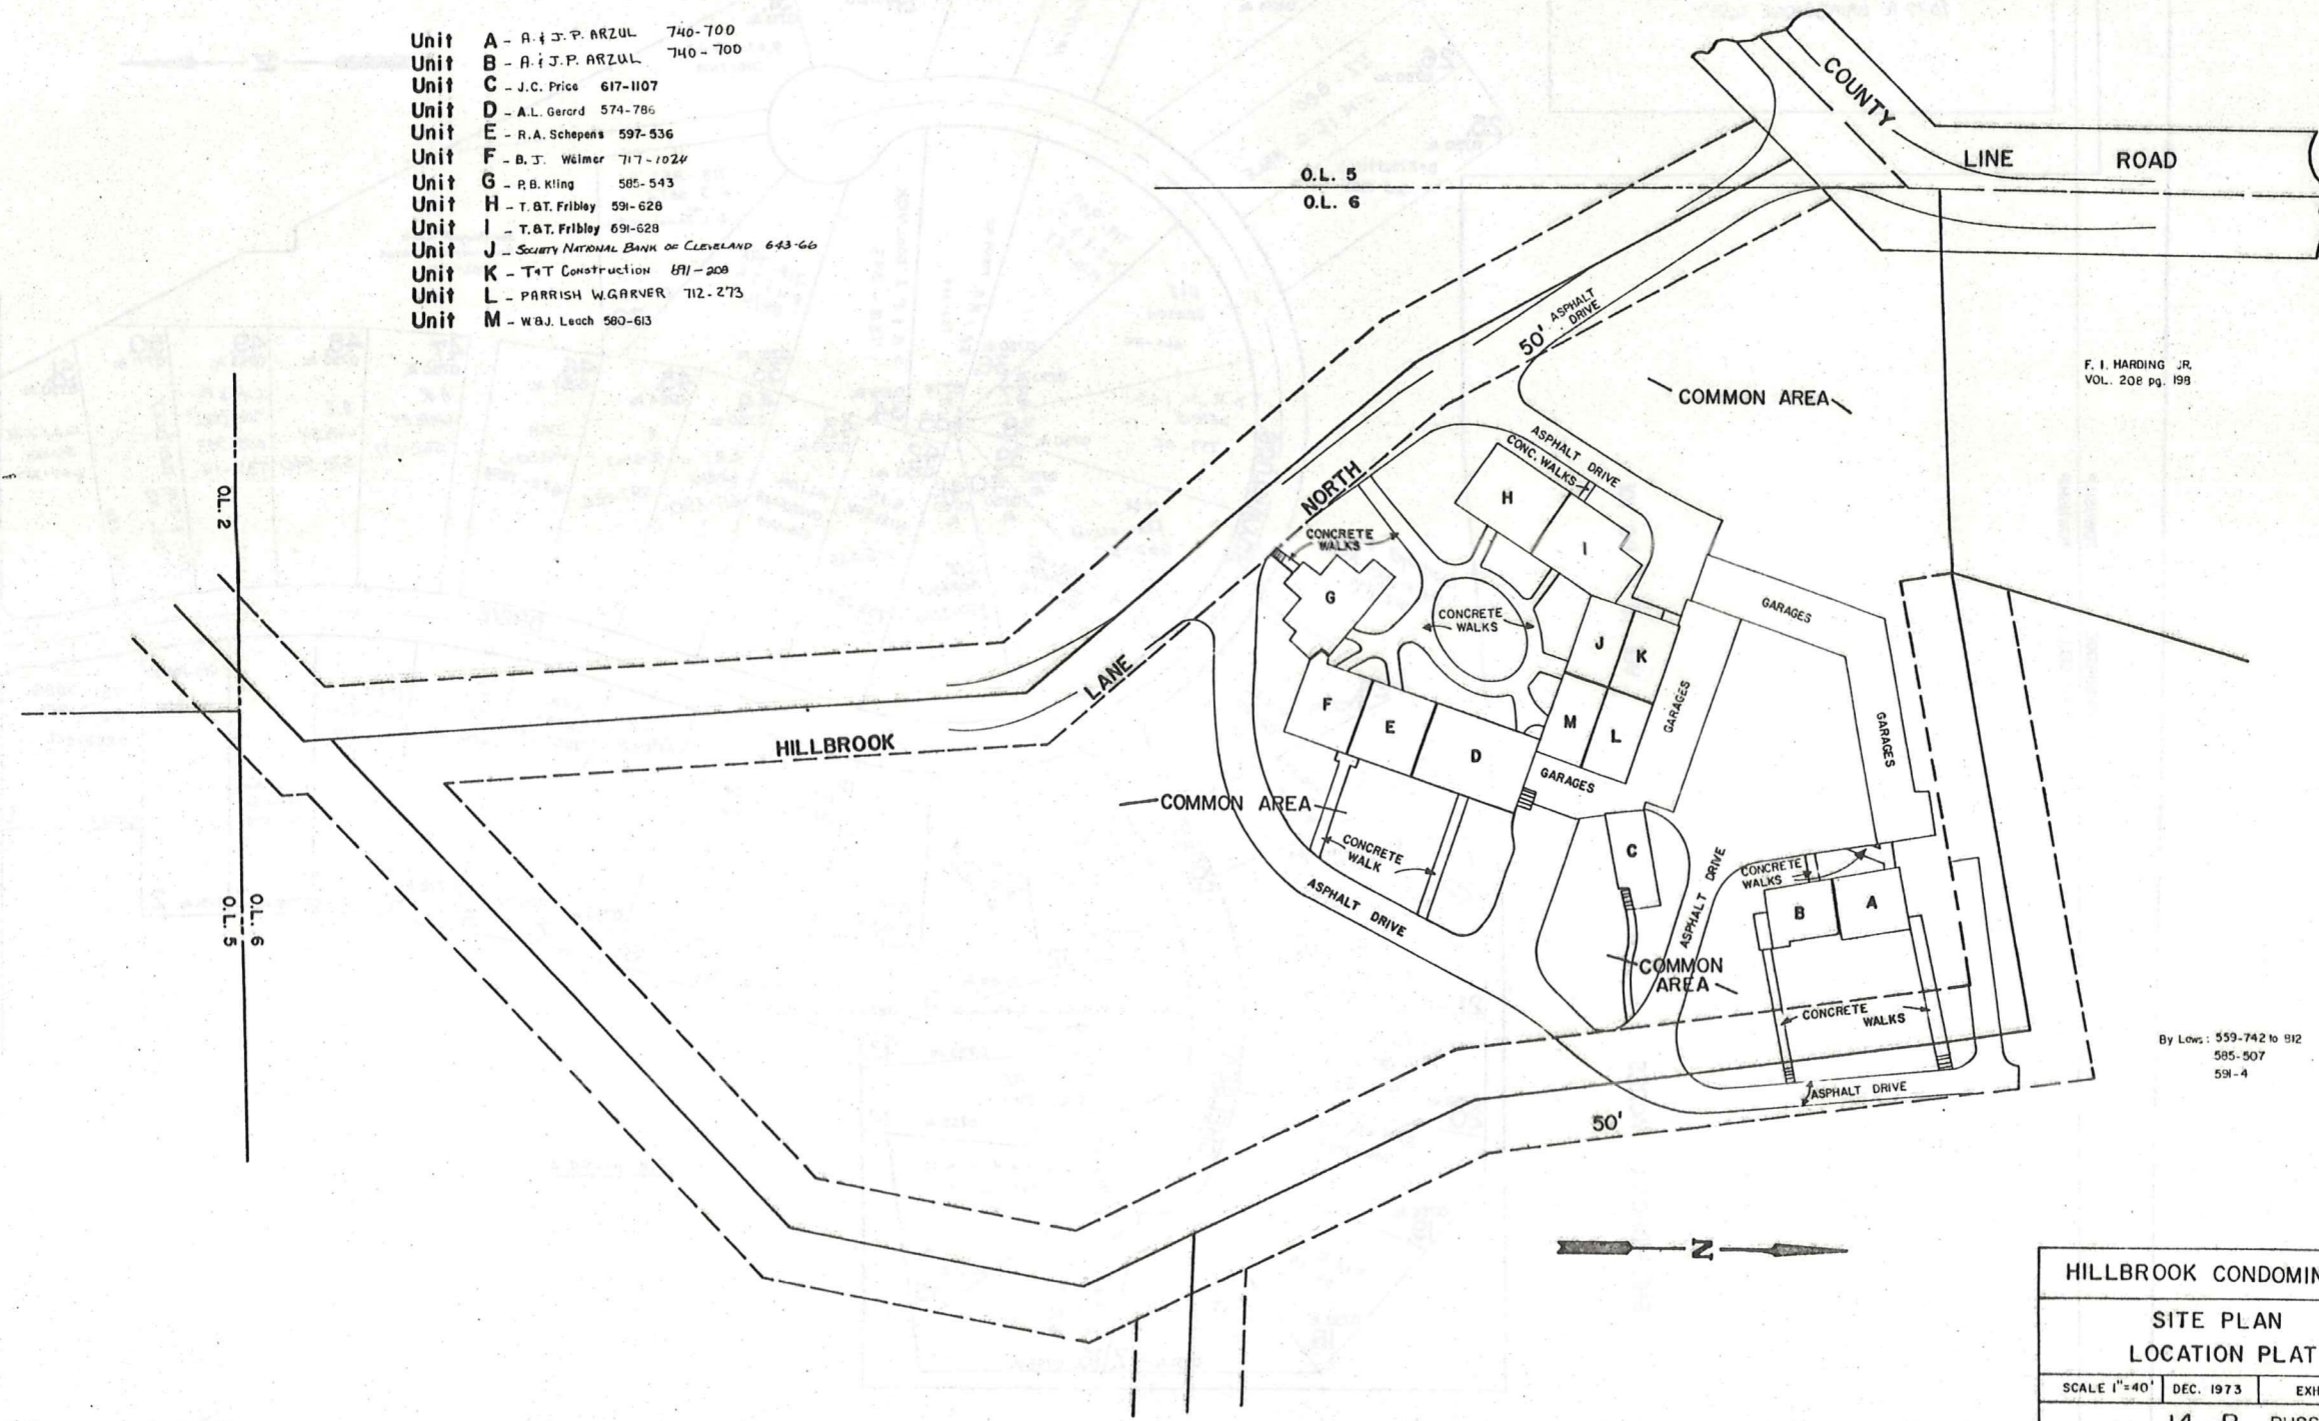 Unit A - A. & J.P. ARZUL 740-700
Unit B - A. & J.P. ARZUL 740-700
Unit C - J.C. Price 617-1107
Unit D - A.L. Gerard 574-786
Unit E - R.A. Schepens 597-536
Unit F - B.J. Welmer 717-1024
Unit G - P.B. Kling 585-543
Unit H - T.&T. Fribley 591-628
Unit I - T.&T. Fribley 691-628
Unit J - Society National Bank of Cleveland 643-66
Unit K - T&T Construction 691-208
Unit L - PARRISH W. GARVER 712-273
Unit M - W&J. Leach 580-613
COUNTY LINE ROAD
O.L. 5
O.L. 6
50' ASPHALT
DRIVE
F. I. HARDING JR.
VOL. 208 pg. 198
COMMON AREA
ASPHALT DRIVE
CONC. WALKS
NORTH
O.L. 2
H
I
CONCRETE
WALKS
G
CONCRETE
WALKS
GARAGES
J
K
LANE
GARAGES
F
E
D
M
L
GARAGES
HILLBROOK
GARAGES
COMMON AREA
CONCRETE
WALK
C
ASPHALT DRIVE
CONCRETE
WALKS
B
A
ASPHALT DRIVE
O.L. 6
O.L. 5
COMMON
AREA
CONCRETE
WALKS
By Laws: 559-742 to 812
585-507
591-4
ASPHALT DRIVE
50'
N
HILLBROOK CONDOMIN
SITE PLAN
LOCATION PLAT
SCALE 1"=40' DEC. 1973 EXH